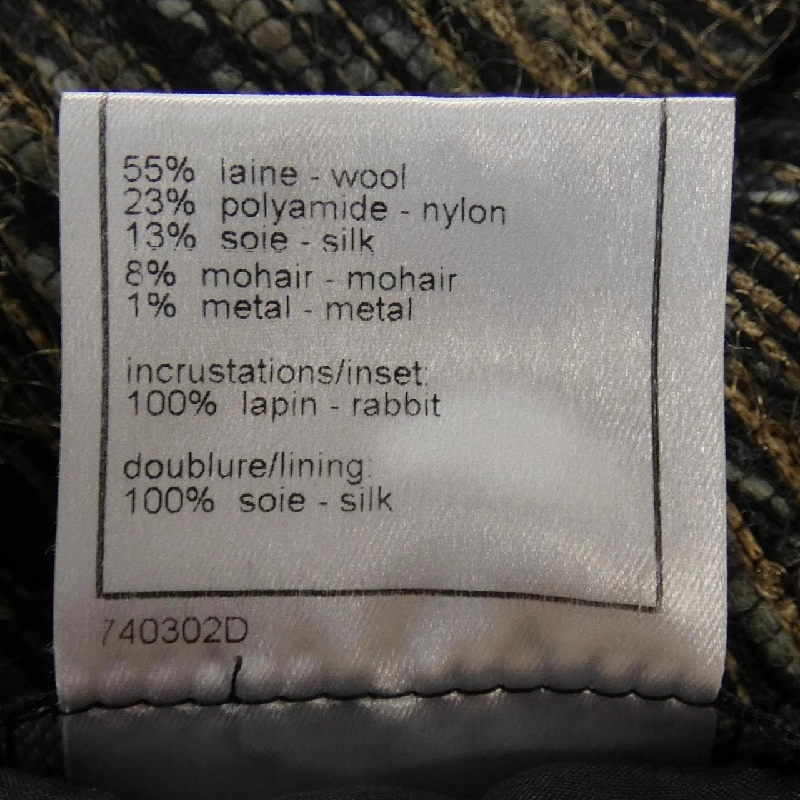 55% laine - wool
23% polyamide - nylon
13% soie - silk
8% mohair - mohair
1% metal - metal
incrustations/inset:
100% lapin - rabbit
doublure/lining:
100% soie - silk
740302D